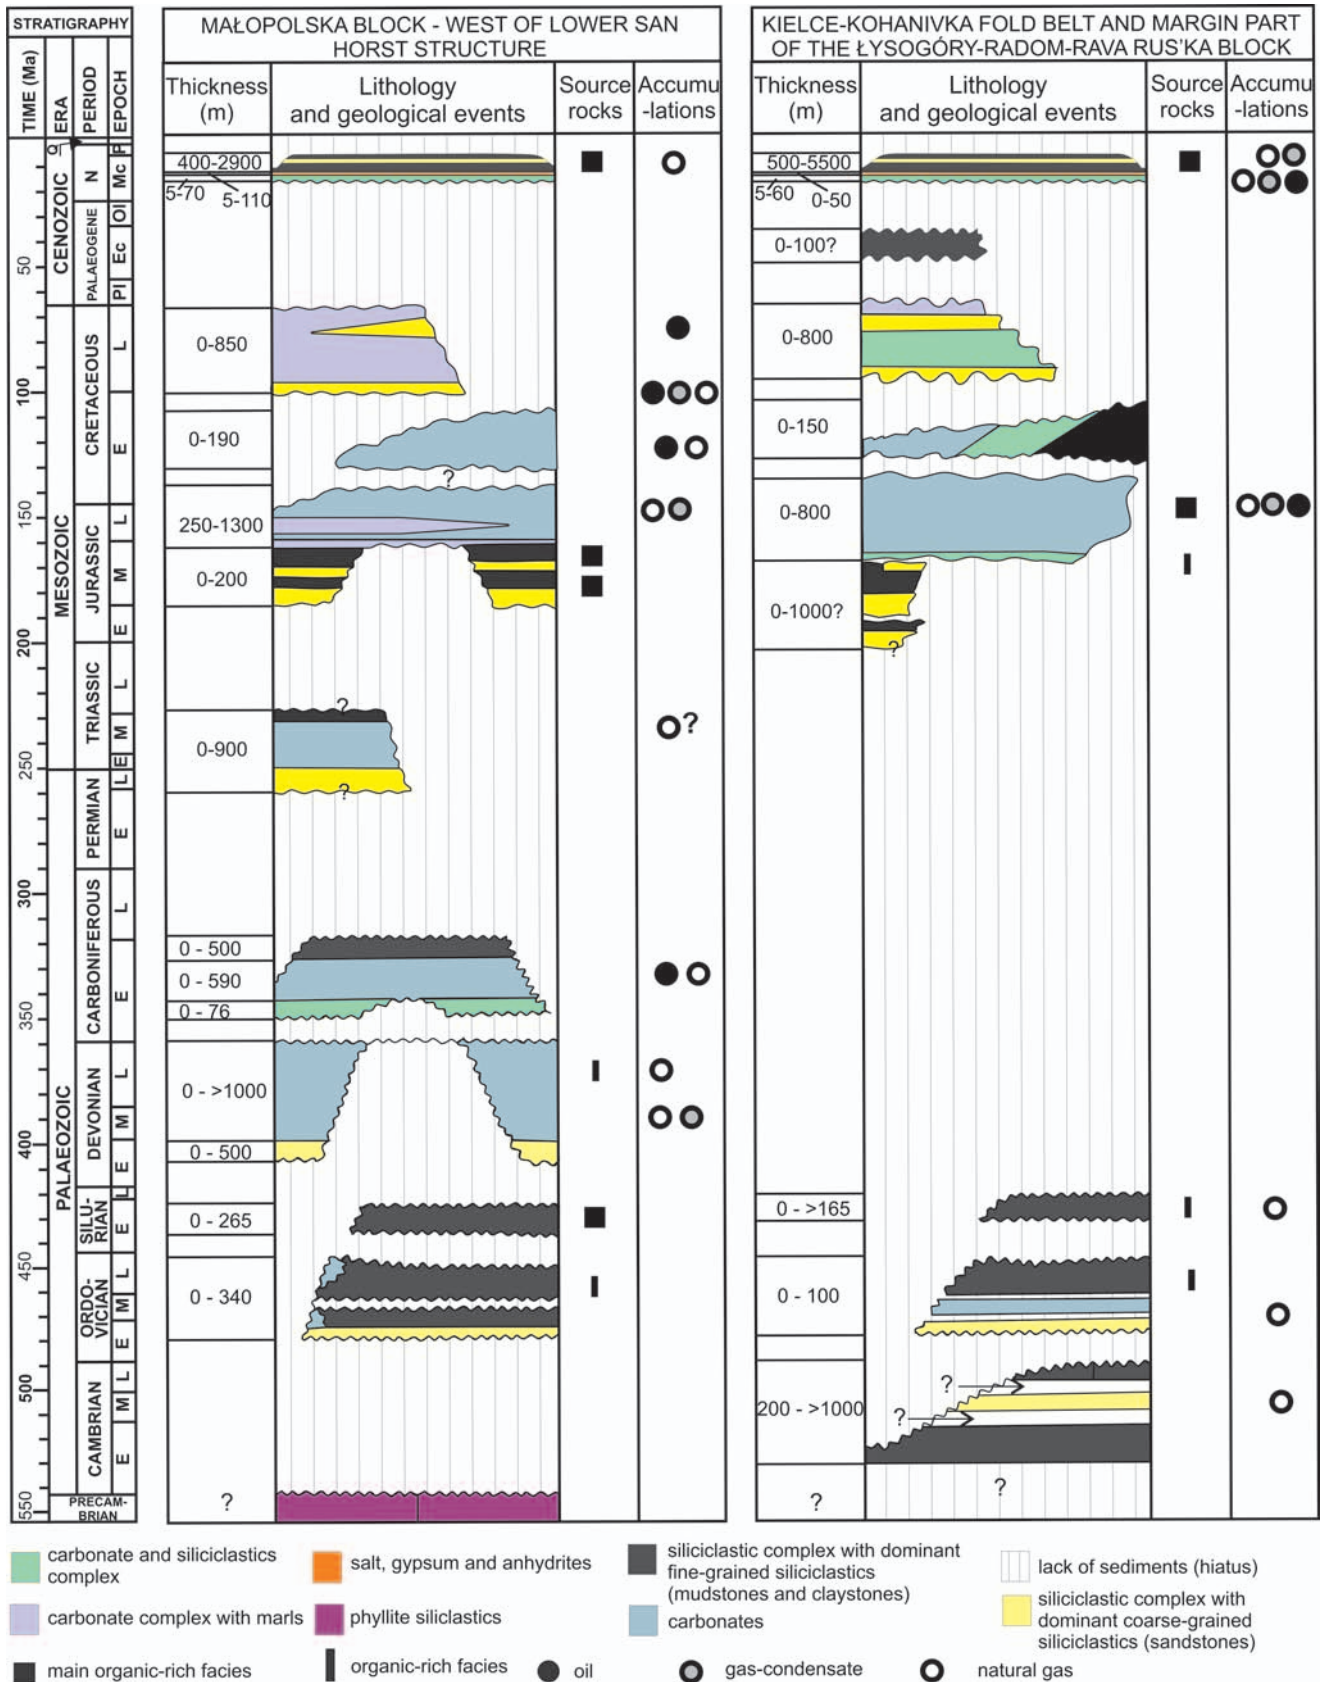 STRATIGRAPHY
TIME (Ma)
ERA
PERIOD
EPOCH
MAŁOPOLSKA BLOCK - WEST OF LOWER SAN
HORST STRUCTURE
Thickness
(m)
Lithology
and geological events
Source
rocks
Accumu
-lations
KIELCE-KOHANIVKA FOLD BELT AND MARGIN PART
OF THE ŁYSOGÓRY-RADOM-RAVA RUS'KA BLOCK
Thickness
(m)
Lithology
and geological events
Source
rocks
Accumu
-lations
50
100
150
200
250
300
350
400
450
500
550
CENOZOIC
MESOZOIC
PALAEOZOIC
Q
N
PALAEOGENE
CRETACEOUS
JURASSIC
TRIASSIC
PERMIAN
CARBONIFEROUS
DEVONIAN
SILU-
RIAN
ORDO-
VICIAN
CAMBRIAN
PRECAM-
BRIAN
P
Mc
Ol
Ec
Pl
L
E
L
M
E
L
M
E
L
E
L
E
L
M
E
L
E
L
M
E
L
M
E
400-2900
5-70
5-110
0-850
0-190
?
250-1300
0-200
?
0-900
?
?
0 - 500
0 - 590
0 - 76
0 - >1000
0 - 500
0 - 265
0 - 340
?
500-5500
5-60
0-50
0-100?
0-800
0-150
0-800
0-1000?
?
0 - >165
0 - 100
?
?
200 - >1000
?
?
carbonate and siliciclastics
complex
salt, gypsum and anhydrites
siliciclastic complex with dominant
fine-grained siliciclastics
(mudstones and claystones)
lack of sediments (hiatus)
carbonate complex with marls
phyllite siliclastics
carbonates
siliciclastic complex with
dominant coarse-grained
siliciclastics (sandstones)
main organic-rich facies
organic-rich facies
oil
gas-condensate
natural gas